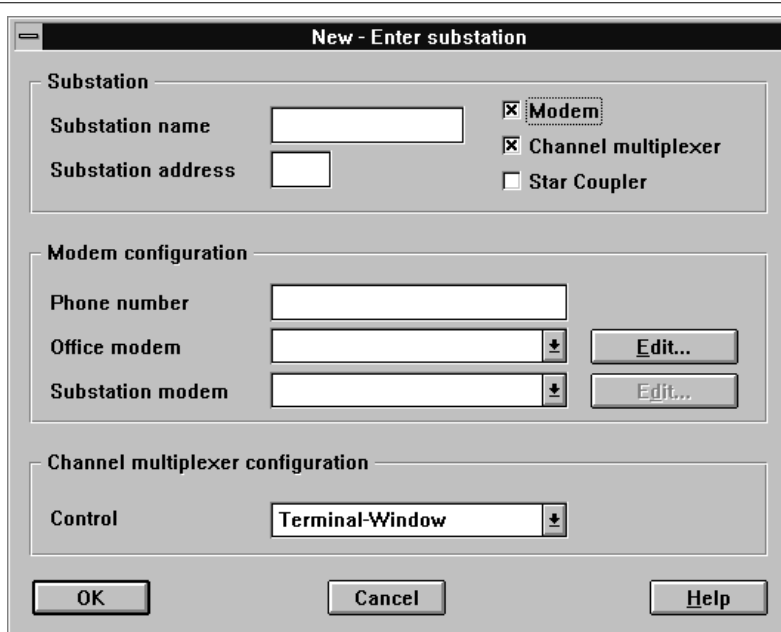 New - Enter substation
Substation
Substation name
Substation address
Modem
Channel multiplexer
Star Coupler
Modem configuration
Phone number
Office modem
Edit...
Substation modem
Edit...
Channel multiplexer configuration
Control
Terminal-Window
OK
Cancel
Help